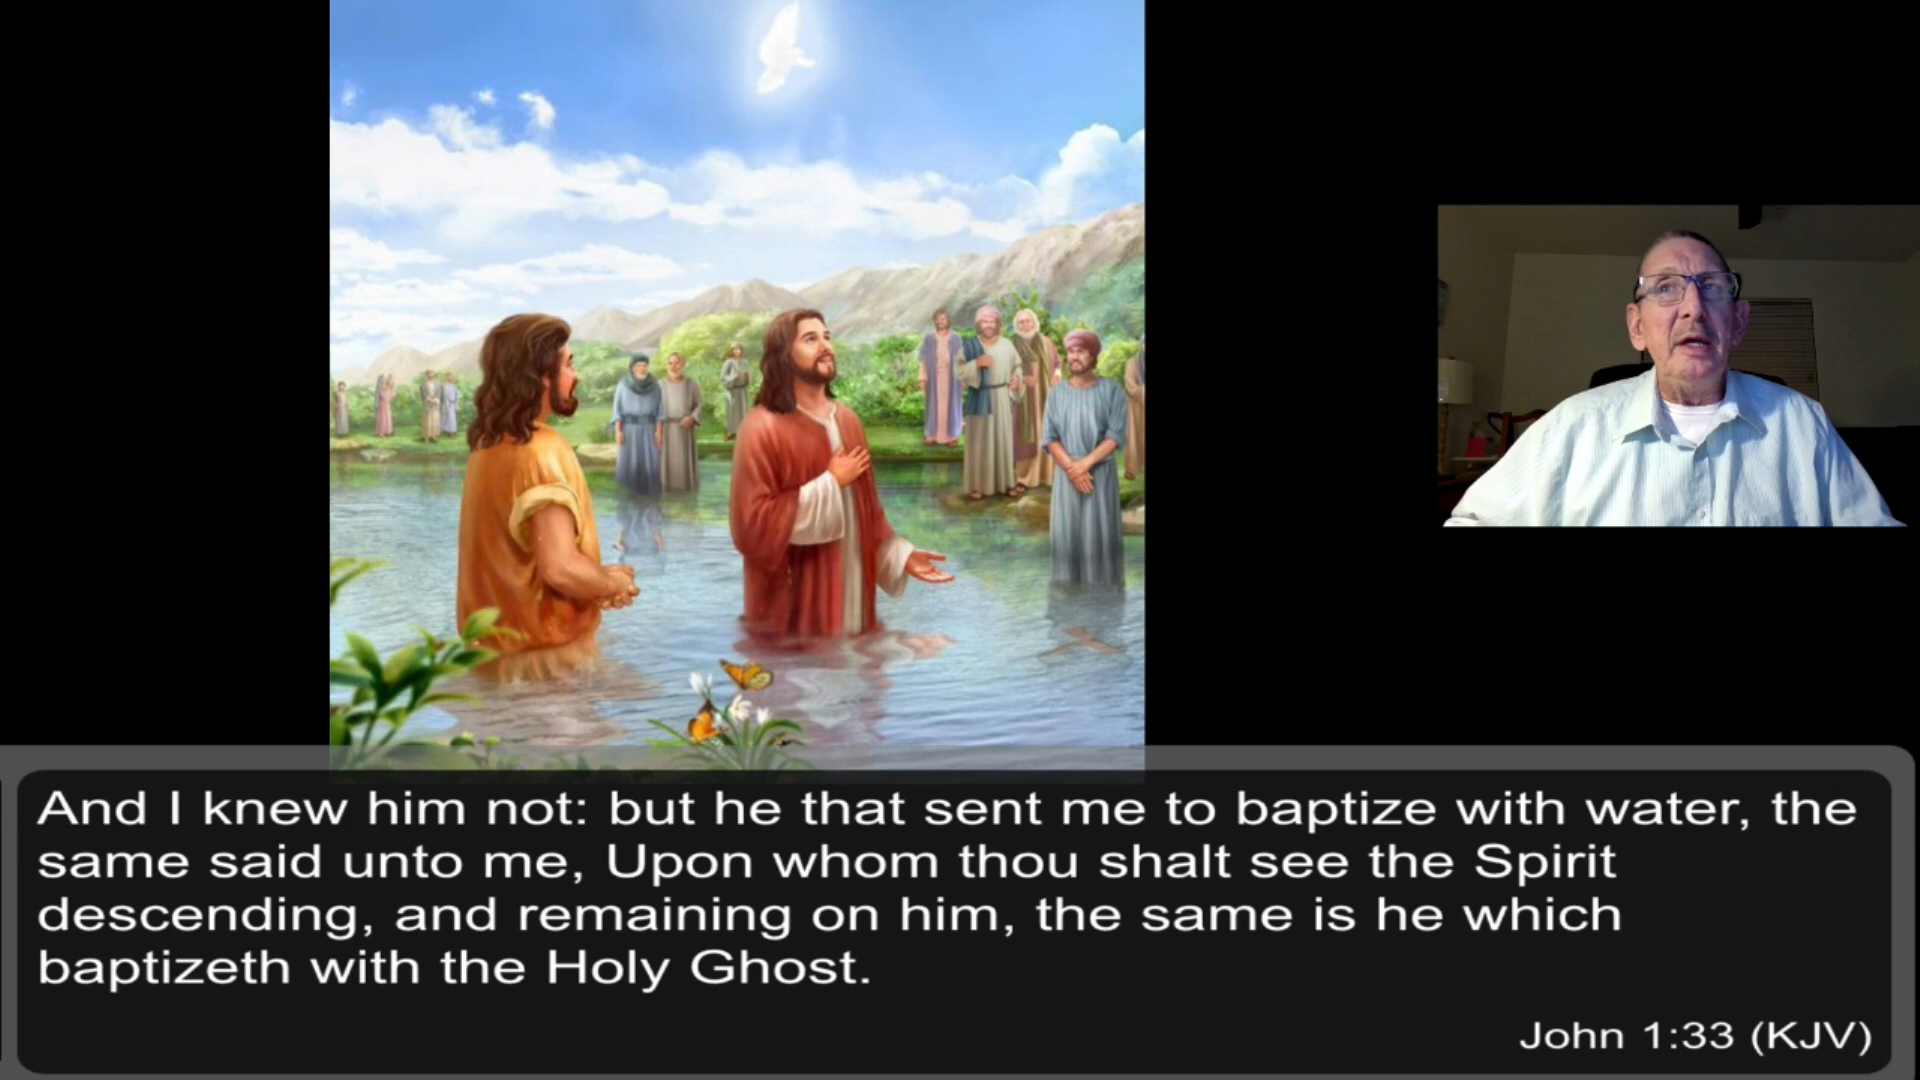 And I knew him not: but he that sent me to baptize with water, the
same said unto me, Upon whom thou shalt see the Spirit
descending, and remaining on him, the same is he which
baptizeth with the Holy Ghost.
John 1:33 (KJV)